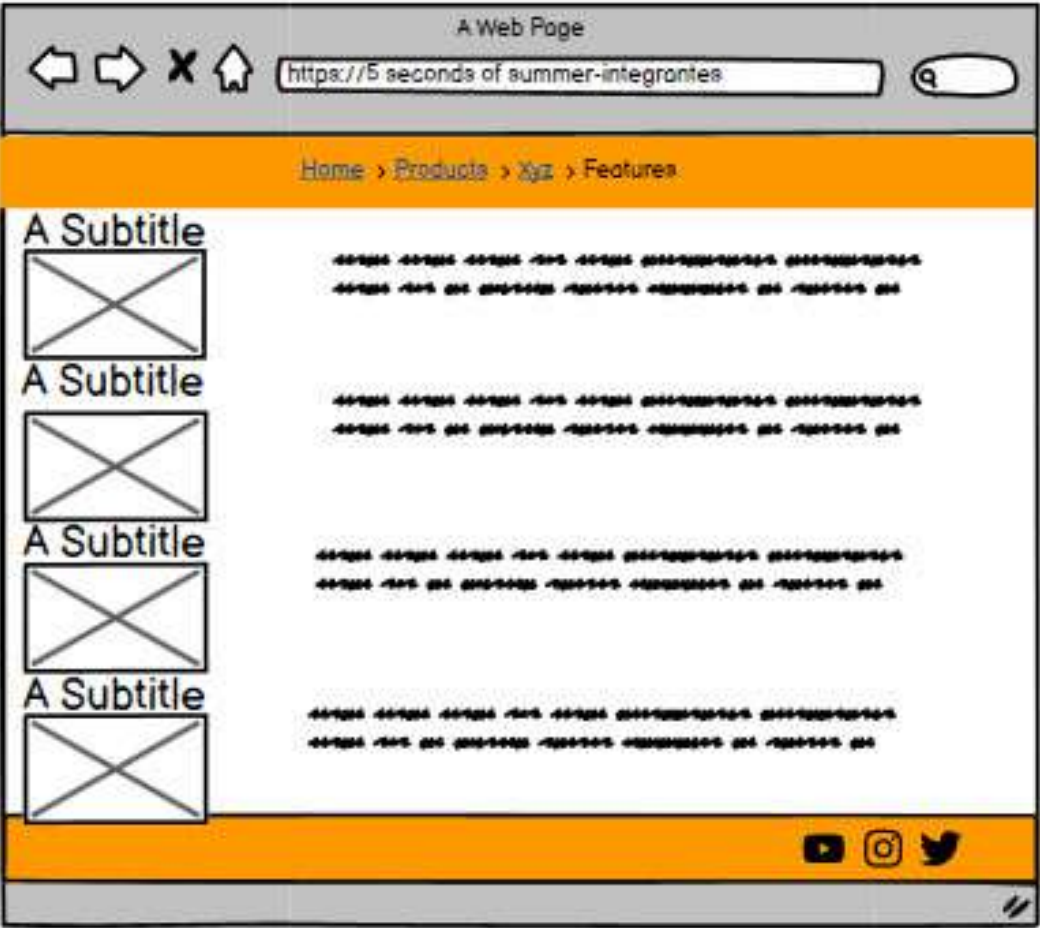 A Web Page
https://5 seconds of summer-integrantes
Home > Products > Xyz > Features
A Subtitle
A Subtitle
A Subtitle
A Subtitle